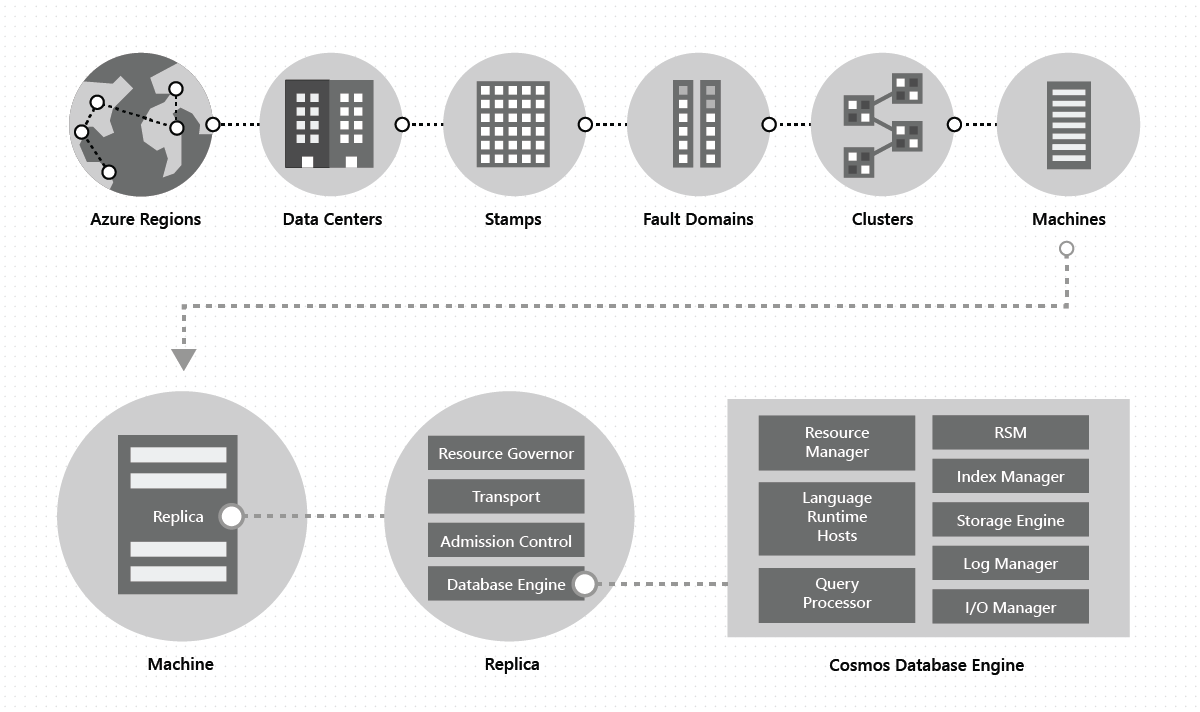 Azure Regions
Data Centers
Stamps
Fault Domains
Clusters
Machines
Replica
Machine
Resource Governor
Transport
Admission Control
Database Engine
Replica
Resource
Manager
Language
Runtime
Hosts
Query
Processor
RSM
Index Manager
Storage Engine
Log Manager
I/O Manager
Cosmos Database Engine